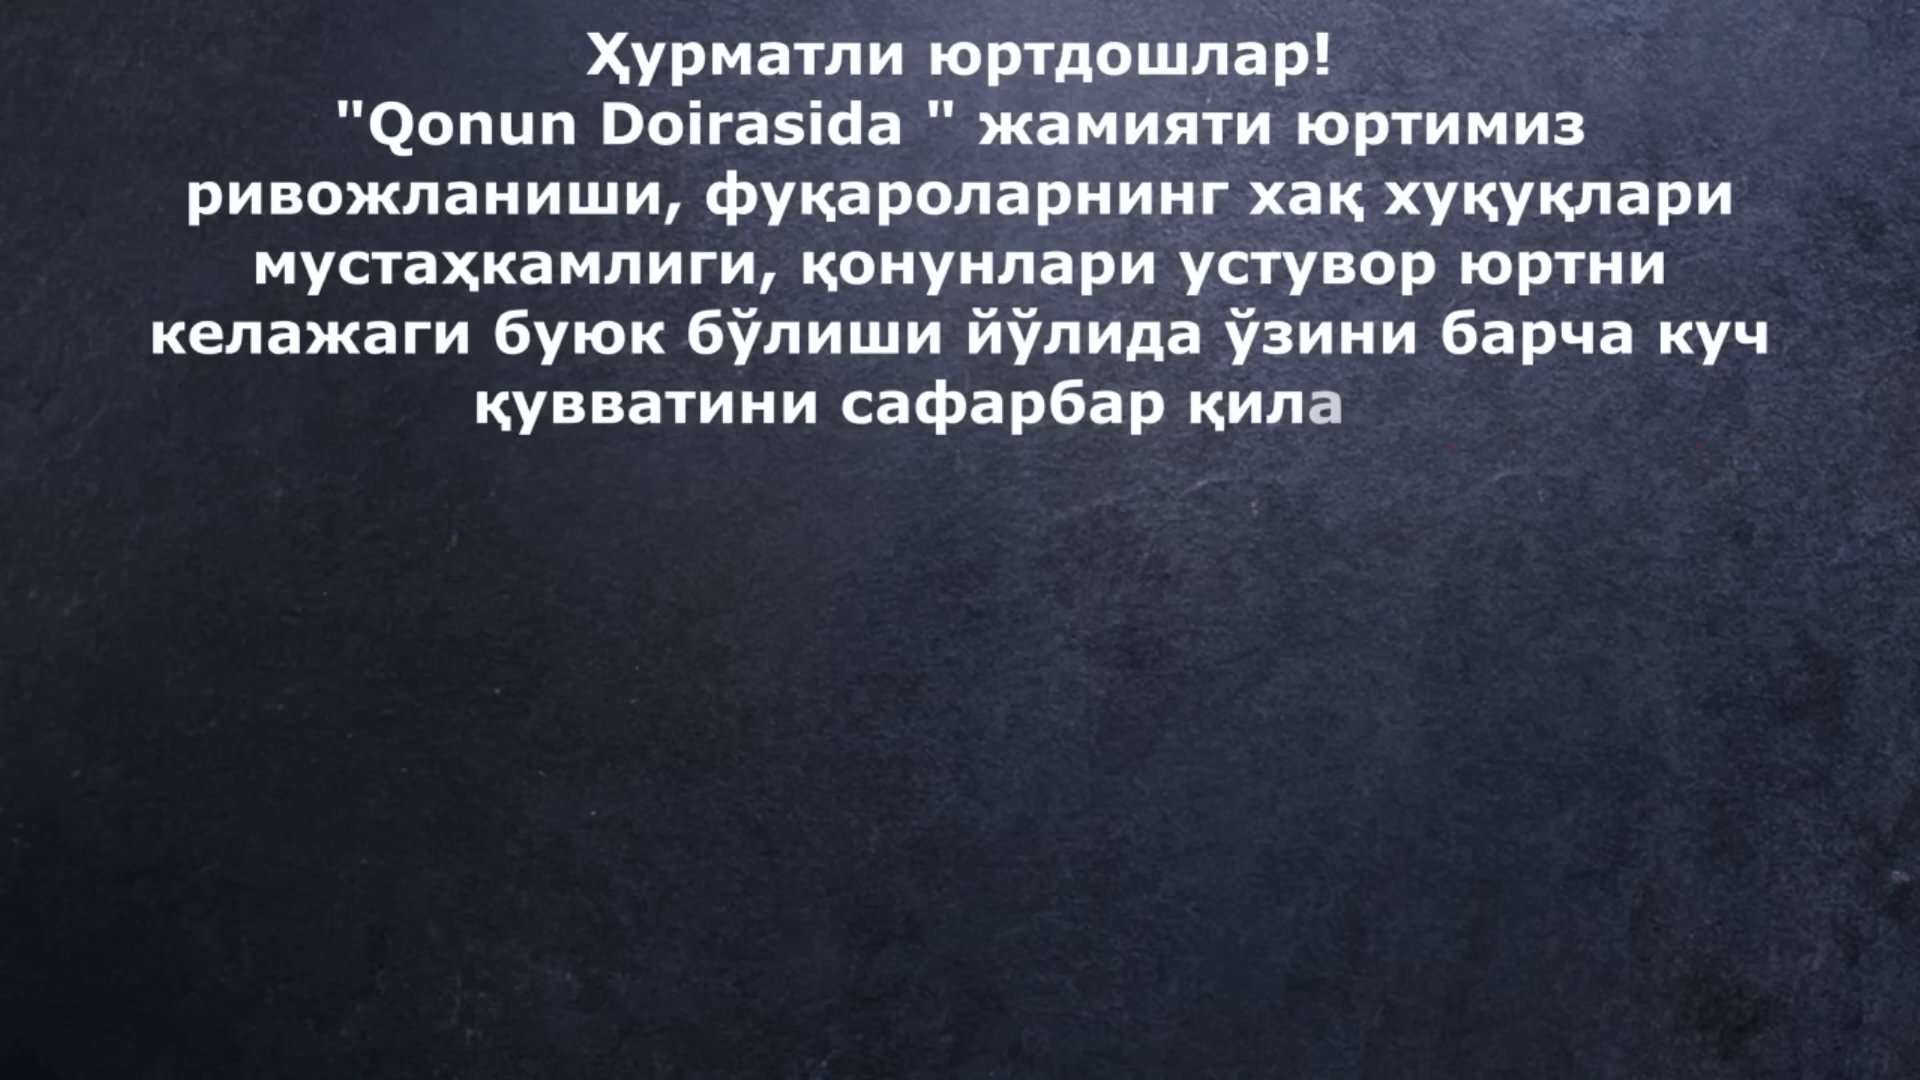 Ҳурматли юртдошлар!
"Qonun Doirasida " жамияти юртимиз
ривожланиши, фуқароларнинг хақ хуқуқлари
мустаҳкамлиги, қонунлари устувор юртни
келажаги буюк бўлиши йўлида ўзини барча куч
қувватини сафарбар қила